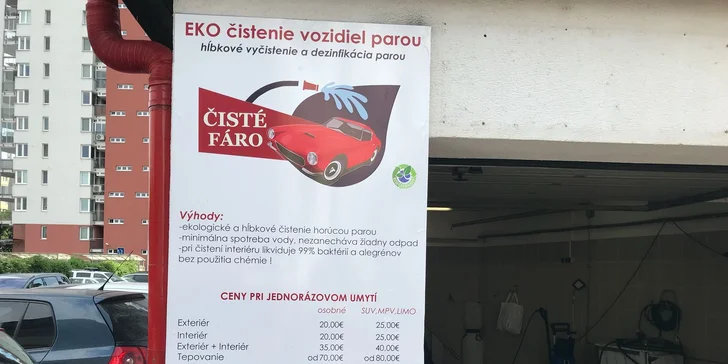 EKO čistenie vozidiel parou
hĺbkové vyčistenie a dezinfikácia parou
ČISTÉ
FÁRO
Výhody:
-ekologické a hĺbkové čistenie horúcou parou
-minimálna spotreba vody, nezanecháva žiadny odpad
-pri čistení interiéru likviduje 99% baktérií a alegrénov
bez použitia chémie !
CENY PRI JEDNORÁZOVOM UMYTÍ
osobné SUV,MPV,LIMO
Exteriér 20,00€ 25,00€
Interiér 20,00€ 25,00€
Exteriér + Interiér 35,00€ 40,00€
Tepovanie od 70,00€ od 80,00€